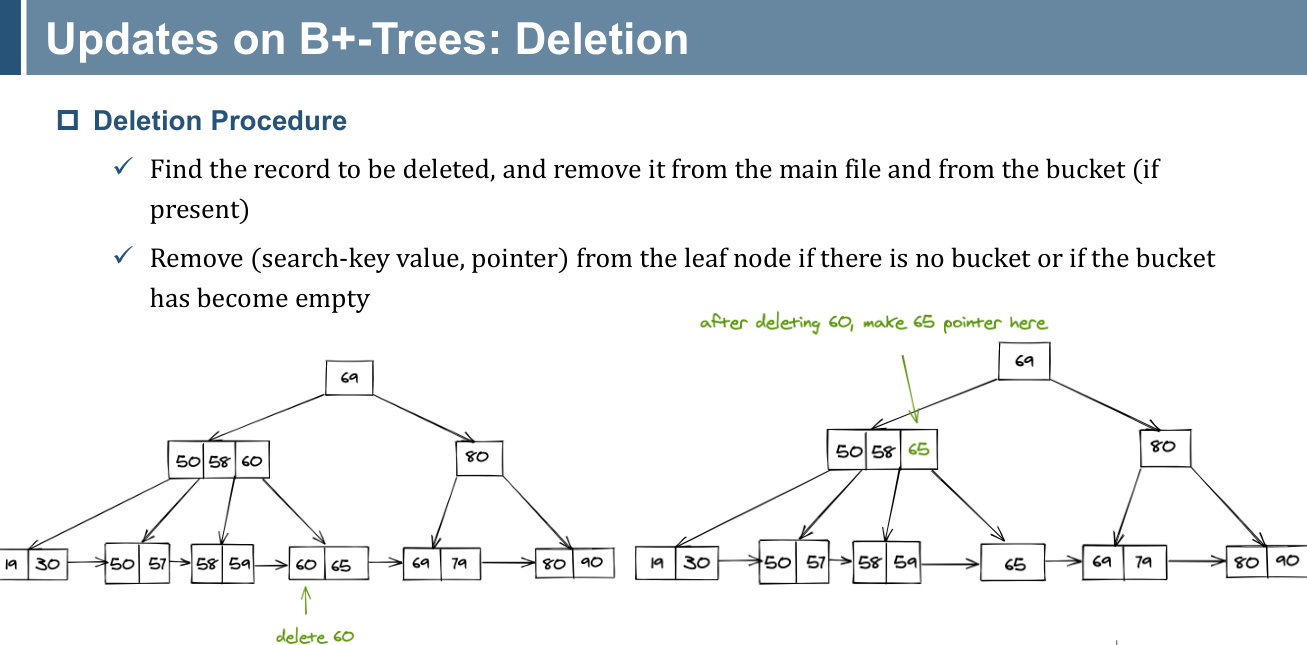 Updates on B+-Trees: Deletion
Deletion Procedure
Find the record to be deleted, and remove it from the main file and from the bucket (if
present)
Remove (search-key value, pointer) from the leaf node if there is no bucket or if the bucket
has become empty
after deleting 60, make 65 pointer here
69
50 58 60
80
19 30
50 57
58 59
60 65
69 79
80 90
delete 60
69
50 58 65
80
19 30
50 57
58 59
65
69 79
80 90